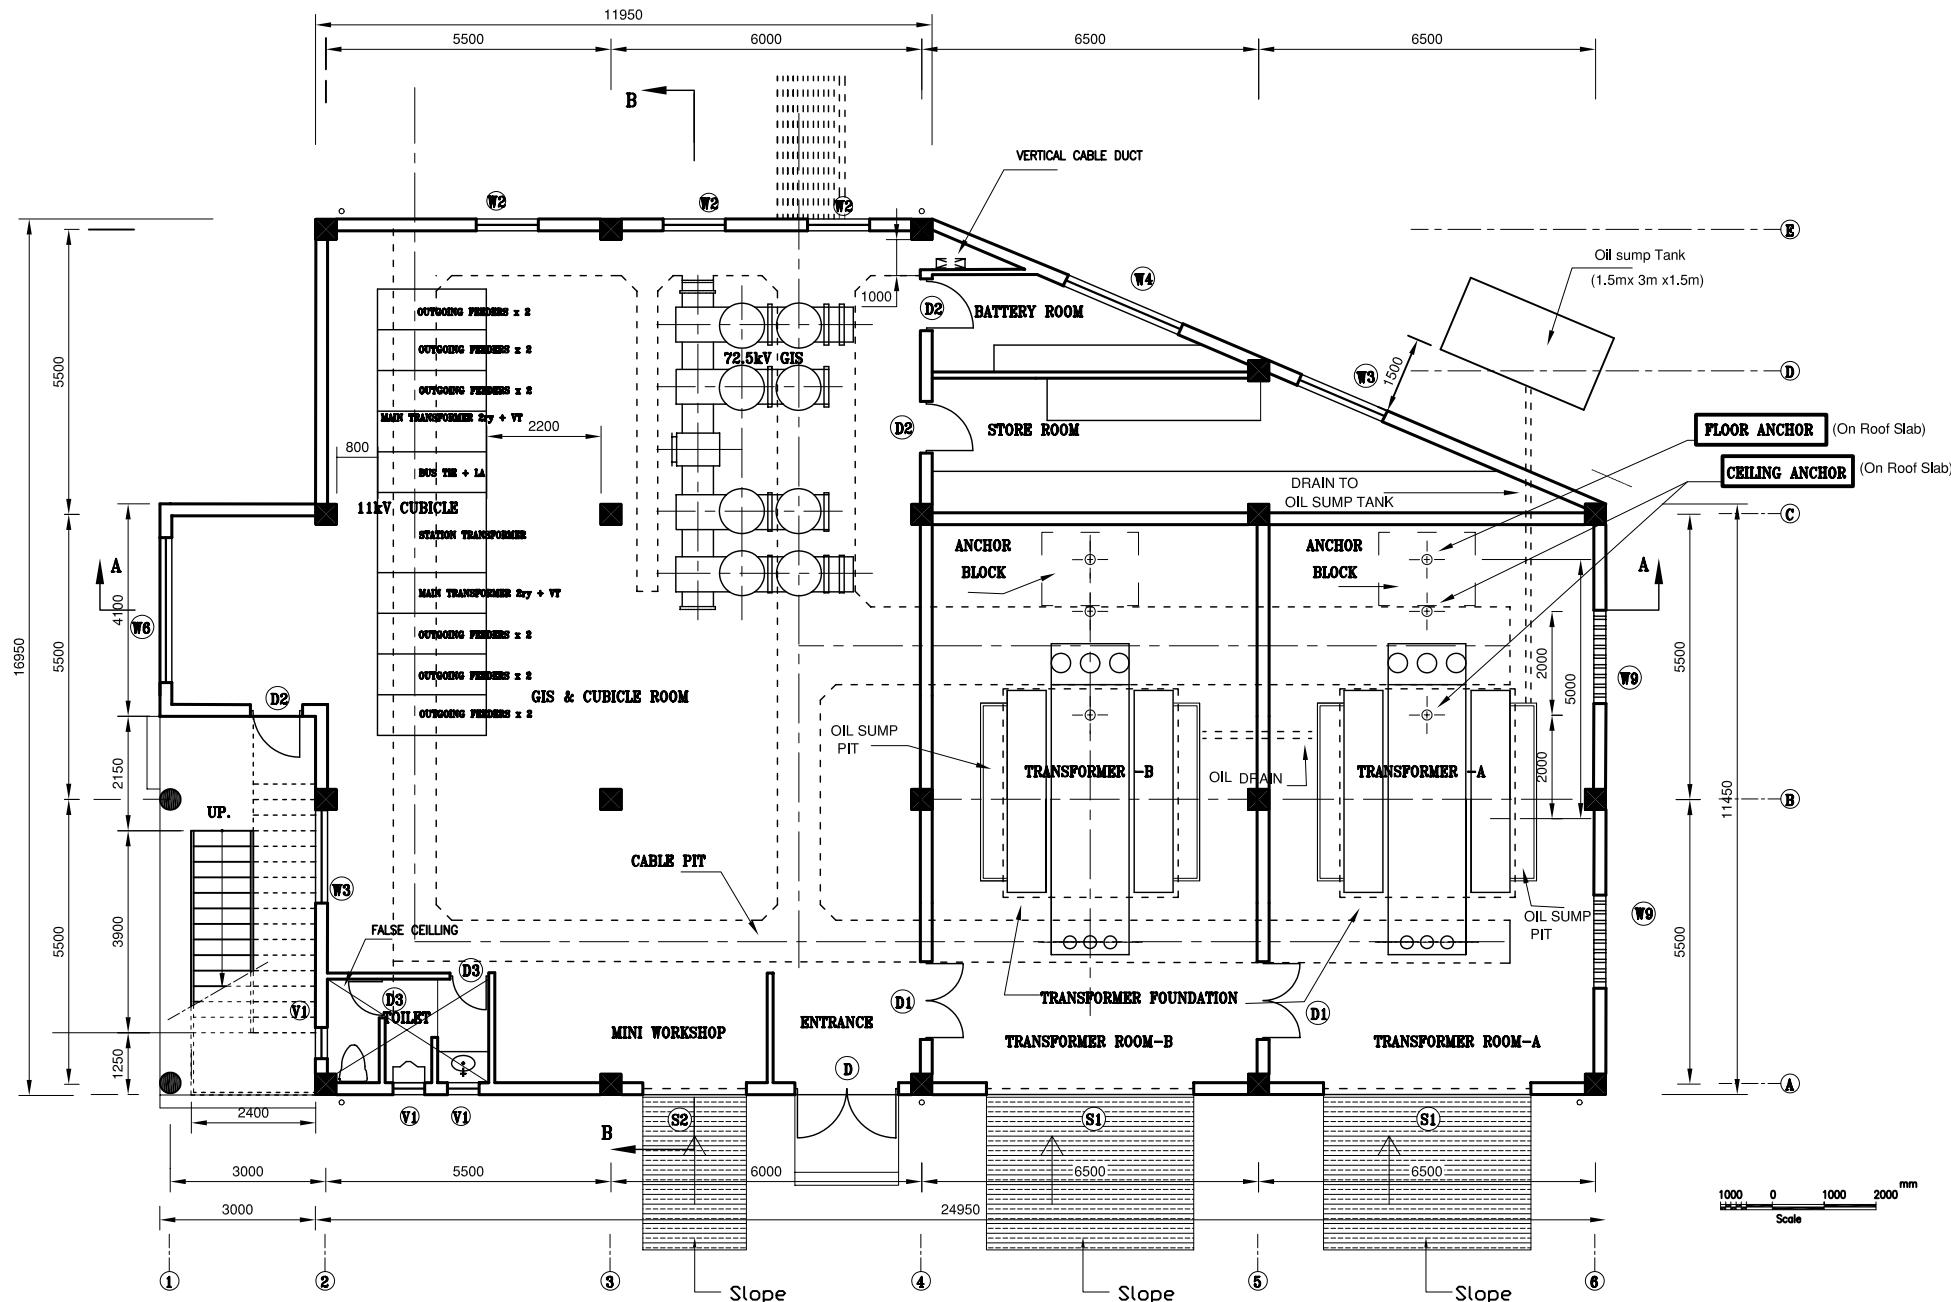 11950
5500
6000
6500
6500
B
VERTICAL CABLE DUCT
W2
W2
W2
E
Oil sump Tank
(1.5mx 3m x1.5m)
W4
1000
D2
BATTERY ROOM
OUTGOING FEEDERS x 2
OUTGOING FEEDERS x 2
OUTGOING FEEDERS x 2
MAIN TRANSFORMER 2ry + VT
BUS TIE + LA
11kV CUBICLE
STATION TRANSFORMER
MAIN TRANSFORMER 2ry + VT
OUTGOING FEEDERS x 2
OUTGOING FEEDERS x 2
OUTGOING FEEDERS x 2
72.5kV GIS
5500
W3
1500
D
2200
800
D2
STORE ROOM
FLOOR ANCHOR
(On Roof Slab)
CEILING ANCHOR
(On Roof Slab)
DRAIN TO
OIL SUMP TANK
C
ANCHOR
BLOCK
ANCHOR
BLOCK
A
A
4100
W6
16950
5500
2000
5000
5500
W9
D2
GIS & CUBICLE ROOM
OIL SUMP
PIT
TRANSFORMER -B
OIL DRAIN
TRANSFORMER -A
2000
2150
UP.
B
11450
CABLE PIT
W3
3900
5500
FALSE CEILLING
OIL SUMP
PIT
W9
5500
D3
D3
V1
TOILET
MINI WORKSHOP
ENTRANCE
D1
TRANSFORMER FOUNDATION
D1
TRANSFORMER ROOM-B
TRANSFORMER ROOM-A
1250
D
A
2400
V1
V1
B
S2
S1
S1
3000
5500
6000
6500
6500
3000
24950
1000
0
1000
2000
mm
Scale
1
2
3
4
5
6
Slope
Slope
Slope